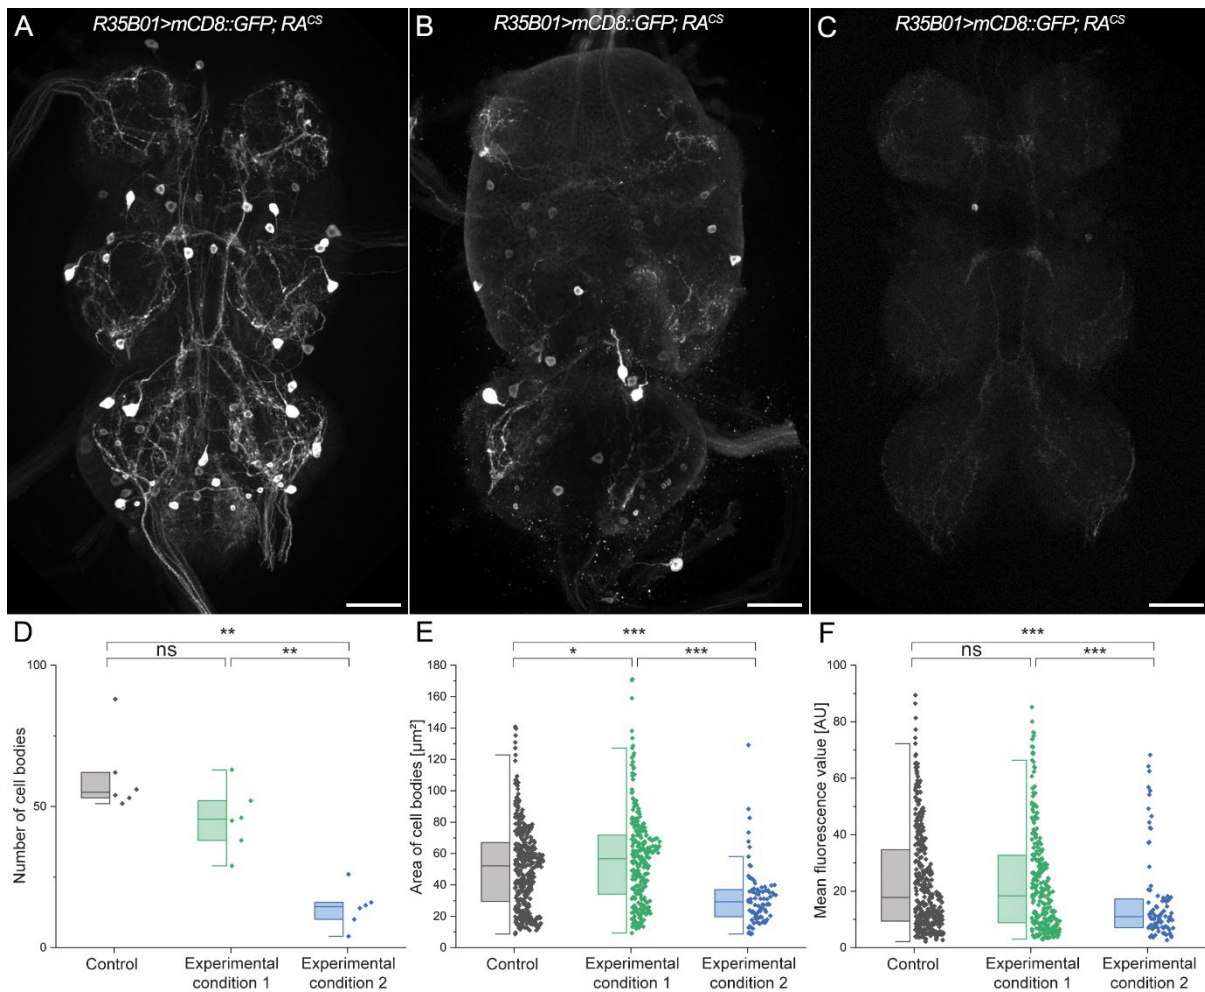 A R35B01>mCD8::GFP; RA^CS
B R35B01>mCD8::GFP; RA^CS
C R35B01>mCD8::GFP; RA^CS
D
**
ns **
Number of cell bodies
100
50
0
Control
Experimental
condition 1
Experimental
condition 2
E
***
* ***
Area of cell bodies [µm²]
180
160
140
120
100
80
60
40
20
0
Control
Experimental
condition 1
Experimental
condition 2
F
***
ns ***
Mean fluorescence value [AU]
100
80
60
40
20
0
Control
Experimental
condition 1
Experimental
condition 2